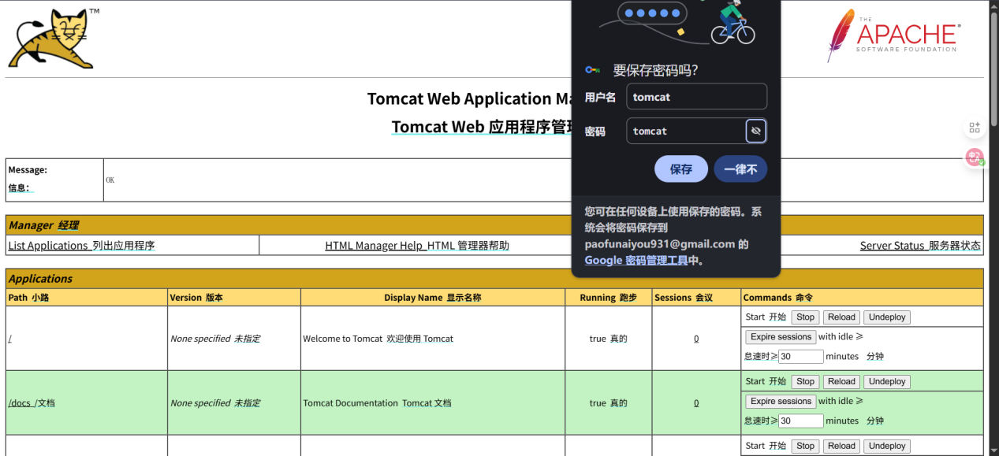 TM
THE
APACHE®
SOFTWARE FOUNDATION
要保存密码吗？
用户名 tomcat
密码 tomcat
保存 一律不
您可在任何设备上使用保存的密码。系
统会将密码保存到
paofunaiyou931@gmail.com 的
Google 密码管理工具中。
Tomcat Web Application Ma
Tomcat Web 应用程序管理
Message:
信息：
OK
Manager 经理
List Applications 列出应用程序 HTML Manager Help HTML 管理器帮助 Server Status 服务器状态
Applications
Path 小路 Version 版本 Display Name 显示名称 Running 跑步 Sessions 会议 Commands 命令
/ None specified 未指定 Welcome to Tomcat 欢迎使用 Tomcat true 真的 0
Start 开始 Stop Reload Undeploy
Expire sessions with idle ≥
怠速时≥ 30 minutes 分钟
/docs /文档 None specified 未指定 Tomcat Documentation Tomcat 文档 true 真的 0
Start 开始 Stop Reload Undeploy
Expire sessions with idle ≥
怠速时≥ 30 minutes 分钟
Start 开始 Stop Reload Undeploy